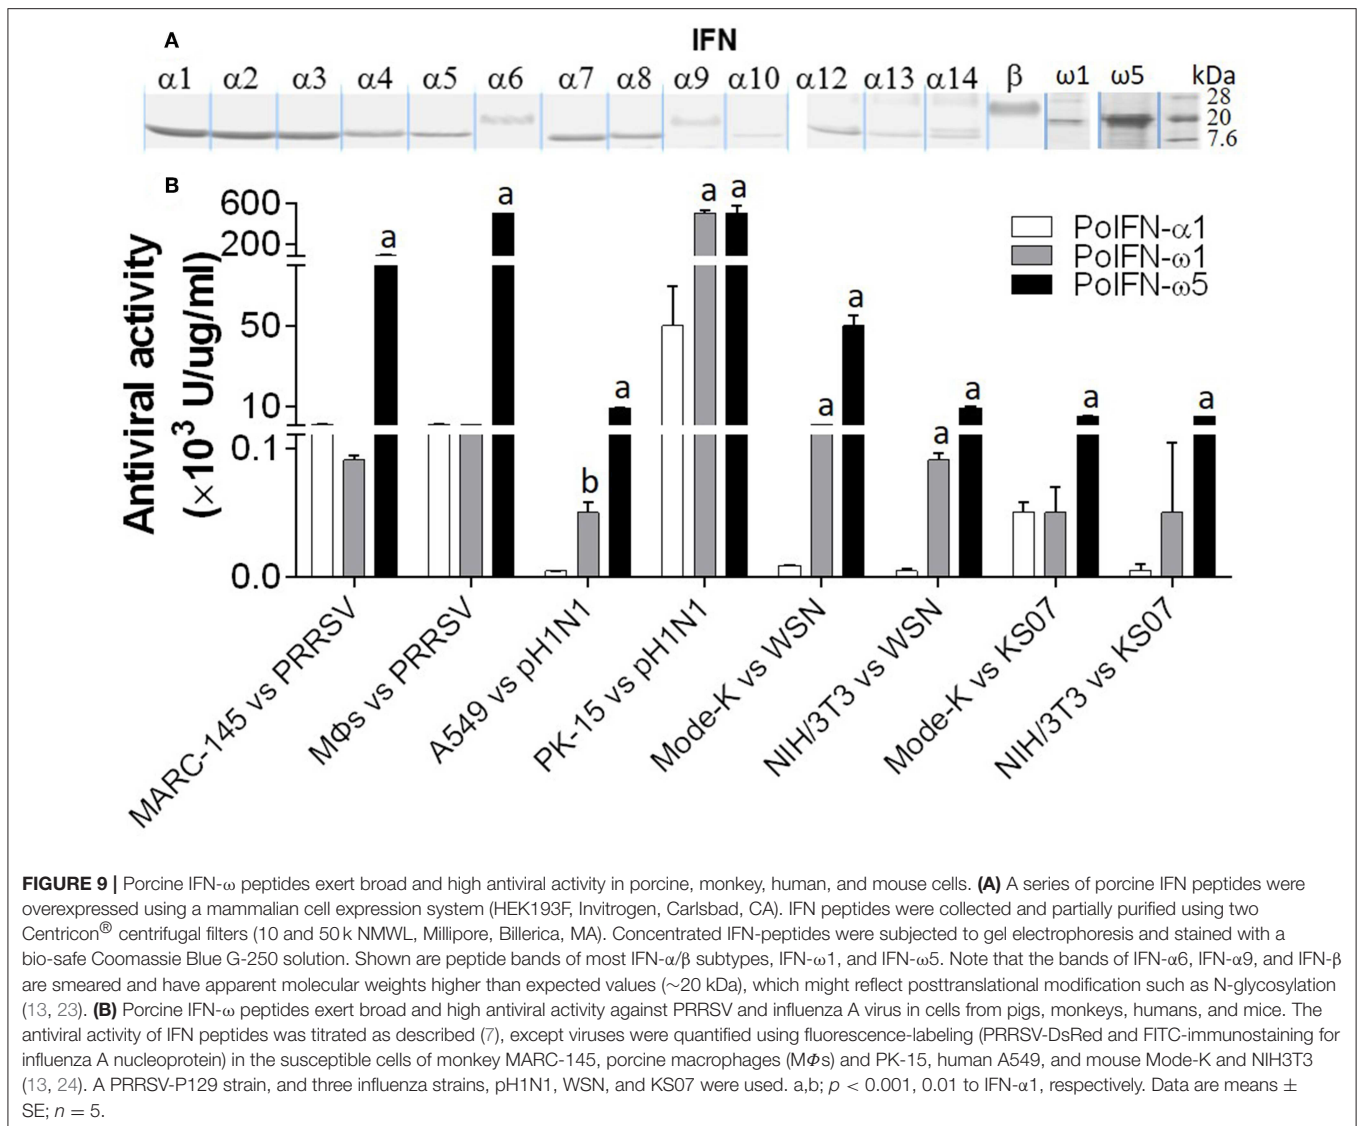 A
IFN
α1 α2 α3 α4 α5 α6 α7 α8 α9 α10 α12 α13 α14 β ω1 ω5 kDa
28
20
7.6
B
Antiviral activity
(×10³ U/ug/ml)
600
200
50
10
0.1
0.0
a
a
b
a
a
a
a
a
a
a
a
a
PoIFN-α1
PoIFN-ω1
PoIFN-ω5
MARC-145 vs PRRSV
MΦs vs PRRSV
A549 vs pH1N1
PK-15 vs pH1N1
Mode-K vs WSN
NIH/3T3 vs WSN
Mode-K vs KS07
NIH/3T3 vs KS07
FIGURE 9 | Porcine IFN-ω peptides exert broad and high antiviral activity in porcine, monkey, human, and mouse cells. (A) A series of porcine IFN peptides were
overexpressed using a mammalian cell expression system (HEK193F, Invitrogen, Carlsbad, CA). IFN peptides were collected and partially purified using two
Centricon® centrifugal filters (10 and 50 k NMWL, Millipore, Billerica, MA). Concentrated IFN-peptides were subjected to gel electrophoresis and stained with a
bio-safe Coomassie Blue G-250 solution. Shown are peptide bands of most IFN-α/β subtypes, IFN-ω1, and IFN-ω5. Note that the bands of IFN-α6, IFN-α9, and IFN-β
are smeared and have apparent molecular weights higher than expected values (∼20 kDa), which might reflect posttranslational modification such as N-glycosylation
(13, 23). (B) Porcine IFN-ω peptides exert broad and high antiviral activity against PRRSV and influenza A virus in cells from pigs, monkeys, humans, and mice. The
antiviral activity of IFN peptides was titrated as described (7), except viruses were quantified using fluorescence-labeling (PRRSV-DsRed and FITC-immunostaining for
influenza A nucleoprotein) in the susceptible cells of monkey MARC-145, porcine macrophages (MΦs) and PK-15, human A549, and mouse Mode-K and NIH3T3
(13, 24). A PRRSV-P129 strain, and three influenza strains, pH1N1, WSN, and KS07 were used. a,b; p < 0.001, 0.01 to IFN-α1, respectively. Data are means ±
SE; n = 5.